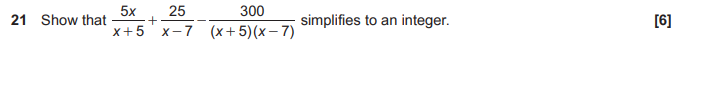 21 Show that 5x/(x+5) + 25/(x−7) − 300/((x+5)(x−7)) simplifies to an integer. [6]